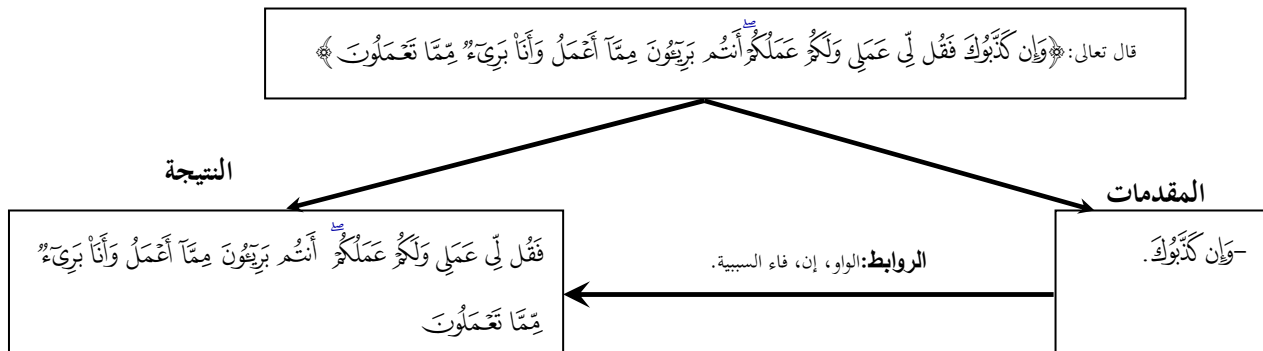 قال تعالى: ﴿وَإِن كَذَّبُوكَ فَقُل لِّي عَمَلِي وَلَكُمْ عَمَلُكُمْ ۖ أَنتُم بَرِيٓـُٔونَ مِمَّآ أَعْمَلُ وَأَنَا۠ بَرِيٓءٌ مِّمَّا تَعْمَلُونَ﴾
المقدمات
النتيجة
-وَإِن كَذَّبُوكَ.
الروابط:الواو، إن، فاء السببية.
فَقُل لِّي عَمَلِي وَلَكُمْ عَمَلُكُمْ ۖ أَنتُم بَرِيٓـُٔونَ مِمَّآ أَعْمَلُ وَأَنَا۠ بَرِيٓءٌ
مِّمَّا تَعْمَلُونَ